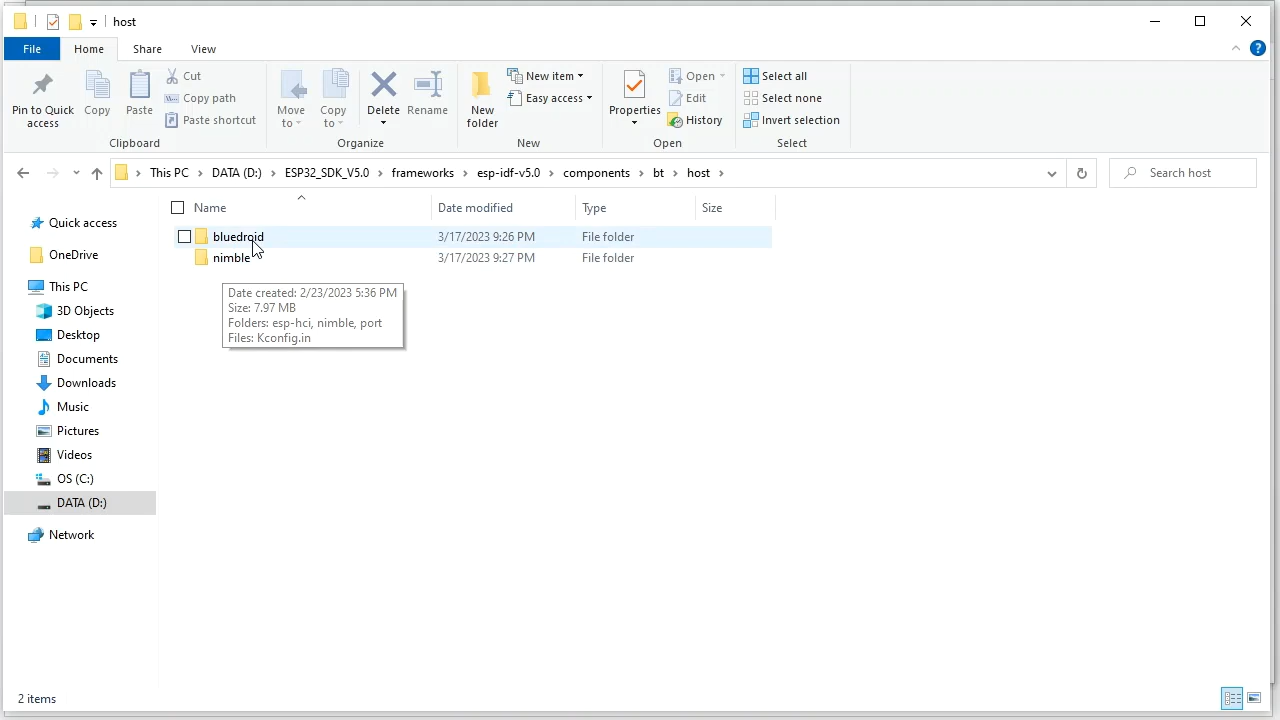 host
File Home Share View
Pin to Quick access
Copy
Paste
Cut
Copy path
Paste shortcut
Clipboard
Move to
Copy to
Delete
Rename
Organize
New folder
New item
Easy access
New
Properties
Open
Edit
History
Open
Select all
Select none
Invert selection
Select
This PC > DATA (D:) > ESP32_SDK_V5.0 > frameworks > esp-idf-v5.0 > components > bt > host >
Search host
Name Date modified Type Size
bluedroid 3/17/2023 9:26 PM File folder
nimble 3/17/2023 9:27 PM File folder
Date created: 2/23/2023 5:36 PM
Size: 7.97 MB
Folders: esp-hci, nimble, port
Files: Kconfig.in
Quick access
OneDrive
This PC
3D Objects
Desktop
Documents
Downloads
Music
Pictures
Videos
OS (C:)
DATA (D:)
Network
2 items